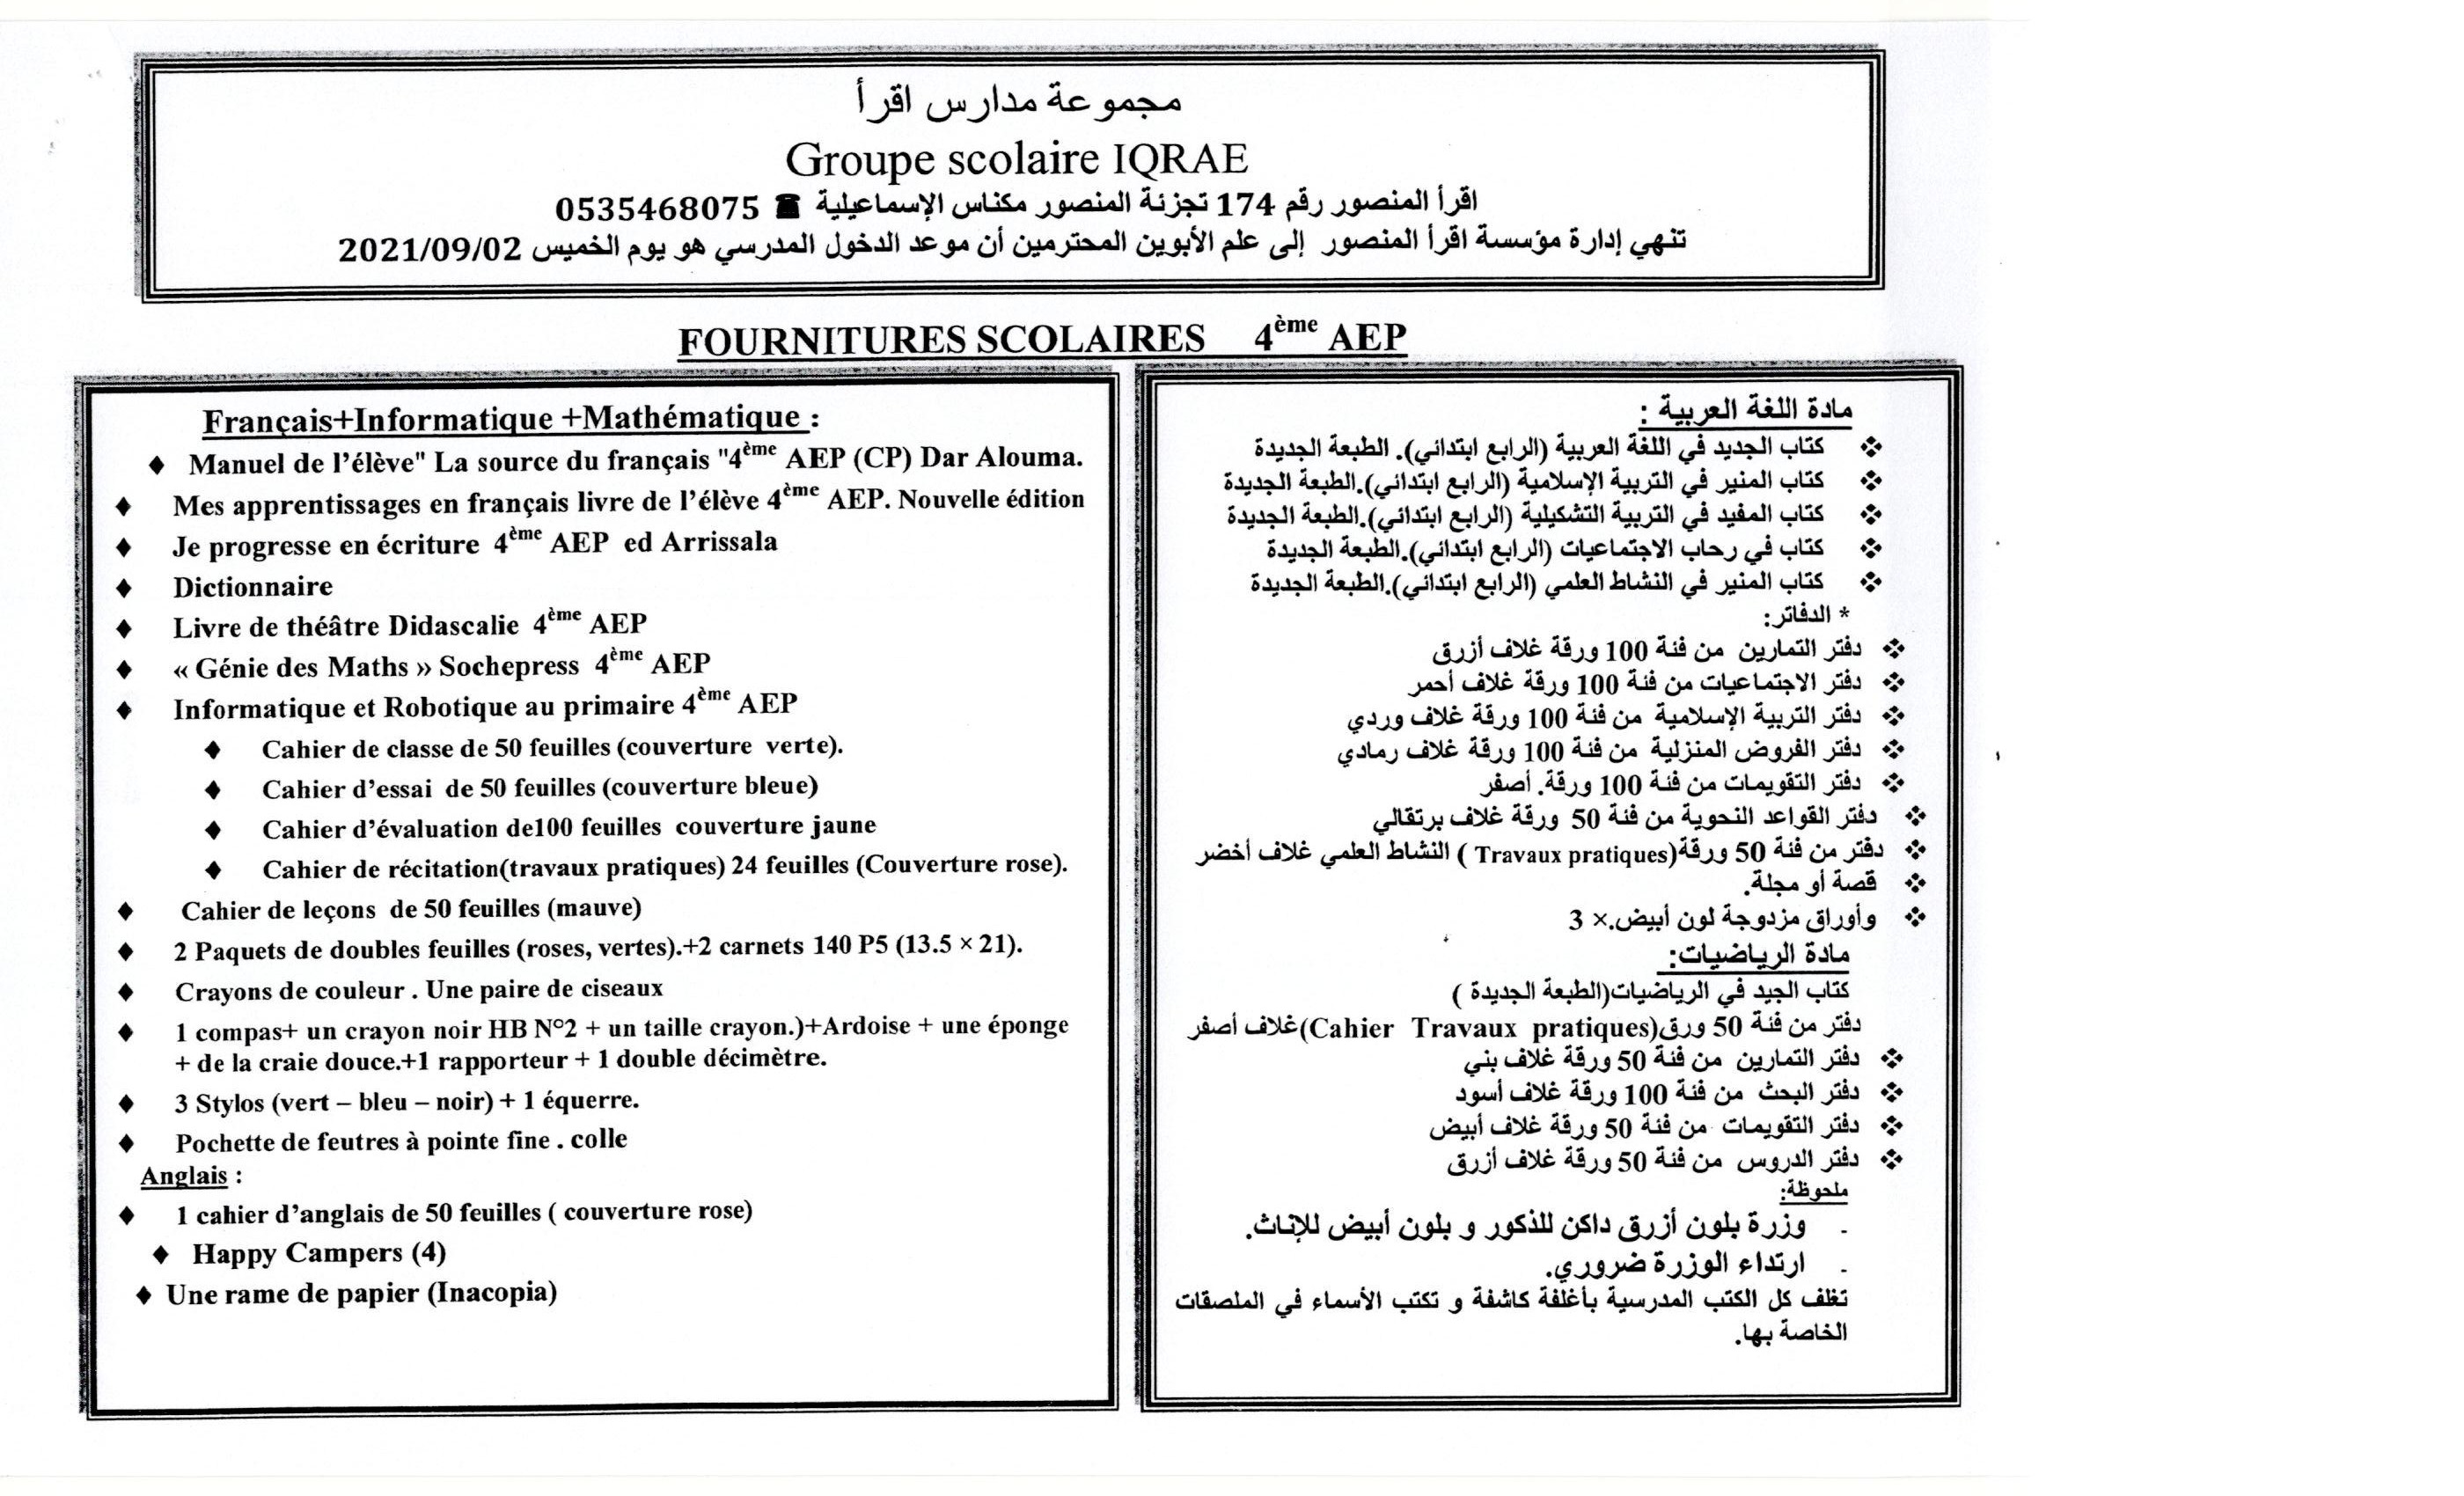 مجموعة مدارس اقرأ
Groupe scolaire IQRAE
اقرأ المنصور رقم 174 تجزئة المنصور مكناس الإسماعيلية ☎ 0535468075
تنهي إدارة مؤسسة اقرأ المنصور إلى علم الأبوين المحترمين أن موعد الدخول المدرسي هو يوم الخميس 2021/09/02
FOURNITURES SCOLAIRES 4ème AEP
Français+Informatique +Mathématique :
♦ Manuel de l'élève" La source du français "4ème AEP (CP) Dar Alouma.
♦ Mes apprentissages en français livre de l'élève 4ème AEP. Nouvelle édition
♦ Je progresse en écriture 4ème AEP ed Arrissala
♦ Dictionnaire
♦ Livre de théâtre Didascalie 4ème AEP
♦ « Génie des Maths » Sochepress 4ème AEP
♦ Informatique et Robotique au primaire 4ème AEP
♦ Cahier de classe de 50 feuilles (couverture verte).
♦ Cahier d'essai de 50 feuilles (couverture bleue)
♦ Cahier d'évaluation de100 feuilles couverture jaune
♦ Cahier de récitation(travaux pratiques) 24 feuilles (Couverture rose).
♦ Cahier de leçons de 50 feuilles (mauve)
♦ 2 Paquets de doubles feuilles (roses, vertes).+2 carnets 140 P5 (13.5 × 21).
♦ Crayons de couleur . Une paire de ciseaux
♦ 1 compas+ un crayon noir HB N°2 + un taille crayon.)+Ardoise + une éponge
+ de la craie douce.+1 rapporteur + 1 double décimètre.
♦ 3 Stylos (vert – bleu – noir) + 1 équerre.
♦ Pochette de feutres à pointe fine . colle
Anglais :
♦ 1 cahier d'anglais de 50 feuilles ( couverture rose)
♦ Happy Campers (4)
♦ Une rame de papier (Inacopia)
مادة اللغة العربية :
❖ كتاب الجديد في اللغة العربية (الرابع ابتدائي). الطبعة الجديدة
❖ كتاب المنير في التربية الإسلامية (الرابع ابتدائي).الطبعة الجديدة
❖ كتاب المفيد في التربية التشكيلية (الرابع ابتدائي).الطبعة الجديدة
❖ كتاب في رحاب الاجتماعيات (الرابع ابتدائي).الطبعة الجديدة
❖ كتاب المنير في النشاط العلمي (الرابع ابتدائي).الطبعة الجديدة
* الدفاتر:
❖ دفتر التمارين من فئة 100 ورقة غلاف أزرق
❖ دفتر الاجتماعيات من فئة 100 ورقة غلاف أحمر
❖ دفتر التربية الإسلامية من فئة 100 ورقة غلاف وردي
❖ دفتر الفروض المنزلية من فئة 100 ورقة غلاف رمادي
❖ دفتر التقويمات من فئة 100 ورقة. أصفر
❖ دفتر القواعد النحوية من فئة 50 ورقة غلاف برتقالي
❖ دفتر من فئة 50 ورقة(Travaux pratiques ) النشاط العلمي غلاف أخضر
❖ قصة أو مجلة.
❖ وأوراق مزدوجة لون أبيض.× 3
مادة الرياضيات:
كتاب الجيد في الرياضيات(الطبعة الجديدة )
دفتر من فئة 50 ورق(Cahier Travaux pratiques)غلاف أصفر
❖ دفتر التمارين من فئة 50 ورقة غلاف بني
❖ دفتر البحث من فئة 100 ورقة غلاف أسود
❖ دفتر التقويمات من فئة 50 ورقة غلاف أبيض
❖ دفتر الدروس من فئة 50 ورقة غلاف أزرق
ملحوظة:
- وزرة بلون أزرق داكن للذكور و بلون أبيض للإناث.
- ارتداء الوزرة ضروري.
تغلف كل الكتب المدرسية بأغلفة كاشفة و تكتب الأسماء في الملصقات
الخاصة بها.